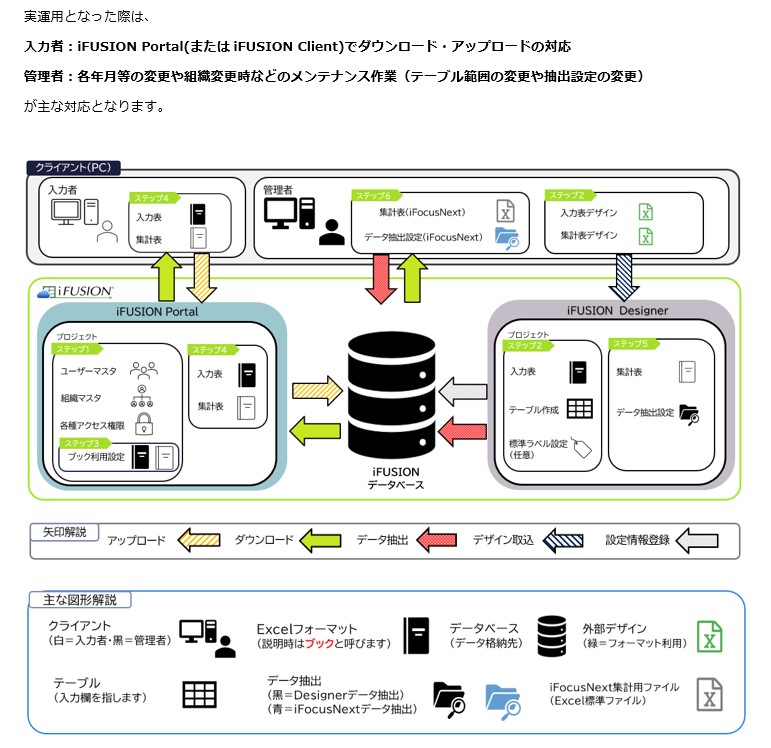 実運用となった際は、
入力者：iFUSION Portal(または iFUSION Client)でダウンロード・アップロードの対応
管理者：各年月等の変更や組織変更時などのメンテナンス作業（テーブル範囲の変更や抽出設定の変更）
が主な対応となります。
クライアント(PC)
入力者
ステップ4
入力表
集計表
管理者
ステップ6
集計表(iFocusNext)
データ抽出設定(iFocusNext)
ステップ2
入力表デザイン
集計表デザイン
iFUSION
iFUSION Portal
プロジェクト
ステップ1
ユーザーマスタ
組織マスタ
各種アクセス権限
ステップ3
ブック利用設定
ステップ4
入力表
集計表
iFUSION
データベース
iFUSION Designer
プロジェクト
ステップ2
入力表
テーブル作成
標準ラベル設定
(任意)
ステップ5
集計表
データ抽出設定
矢印解説
アップロード
ダウンロード
データ抽出
デザイン取込
設定情報登録
主な図形解説
クライアント
(白＝入力者・黒＝管理者)
Excelフォーマット
(説明時はブックと呼びます)
データベース
(データ格納先)
外部デザイン
(緑＝フォーマット利用)
テーブル
(入力欄を指します)
データ抽出
(黒＝Designerデータ抽出)
(青＝iFocusNextデータ抽出)
iFocusNext集計用ファイル
(Excel標準ファイル)